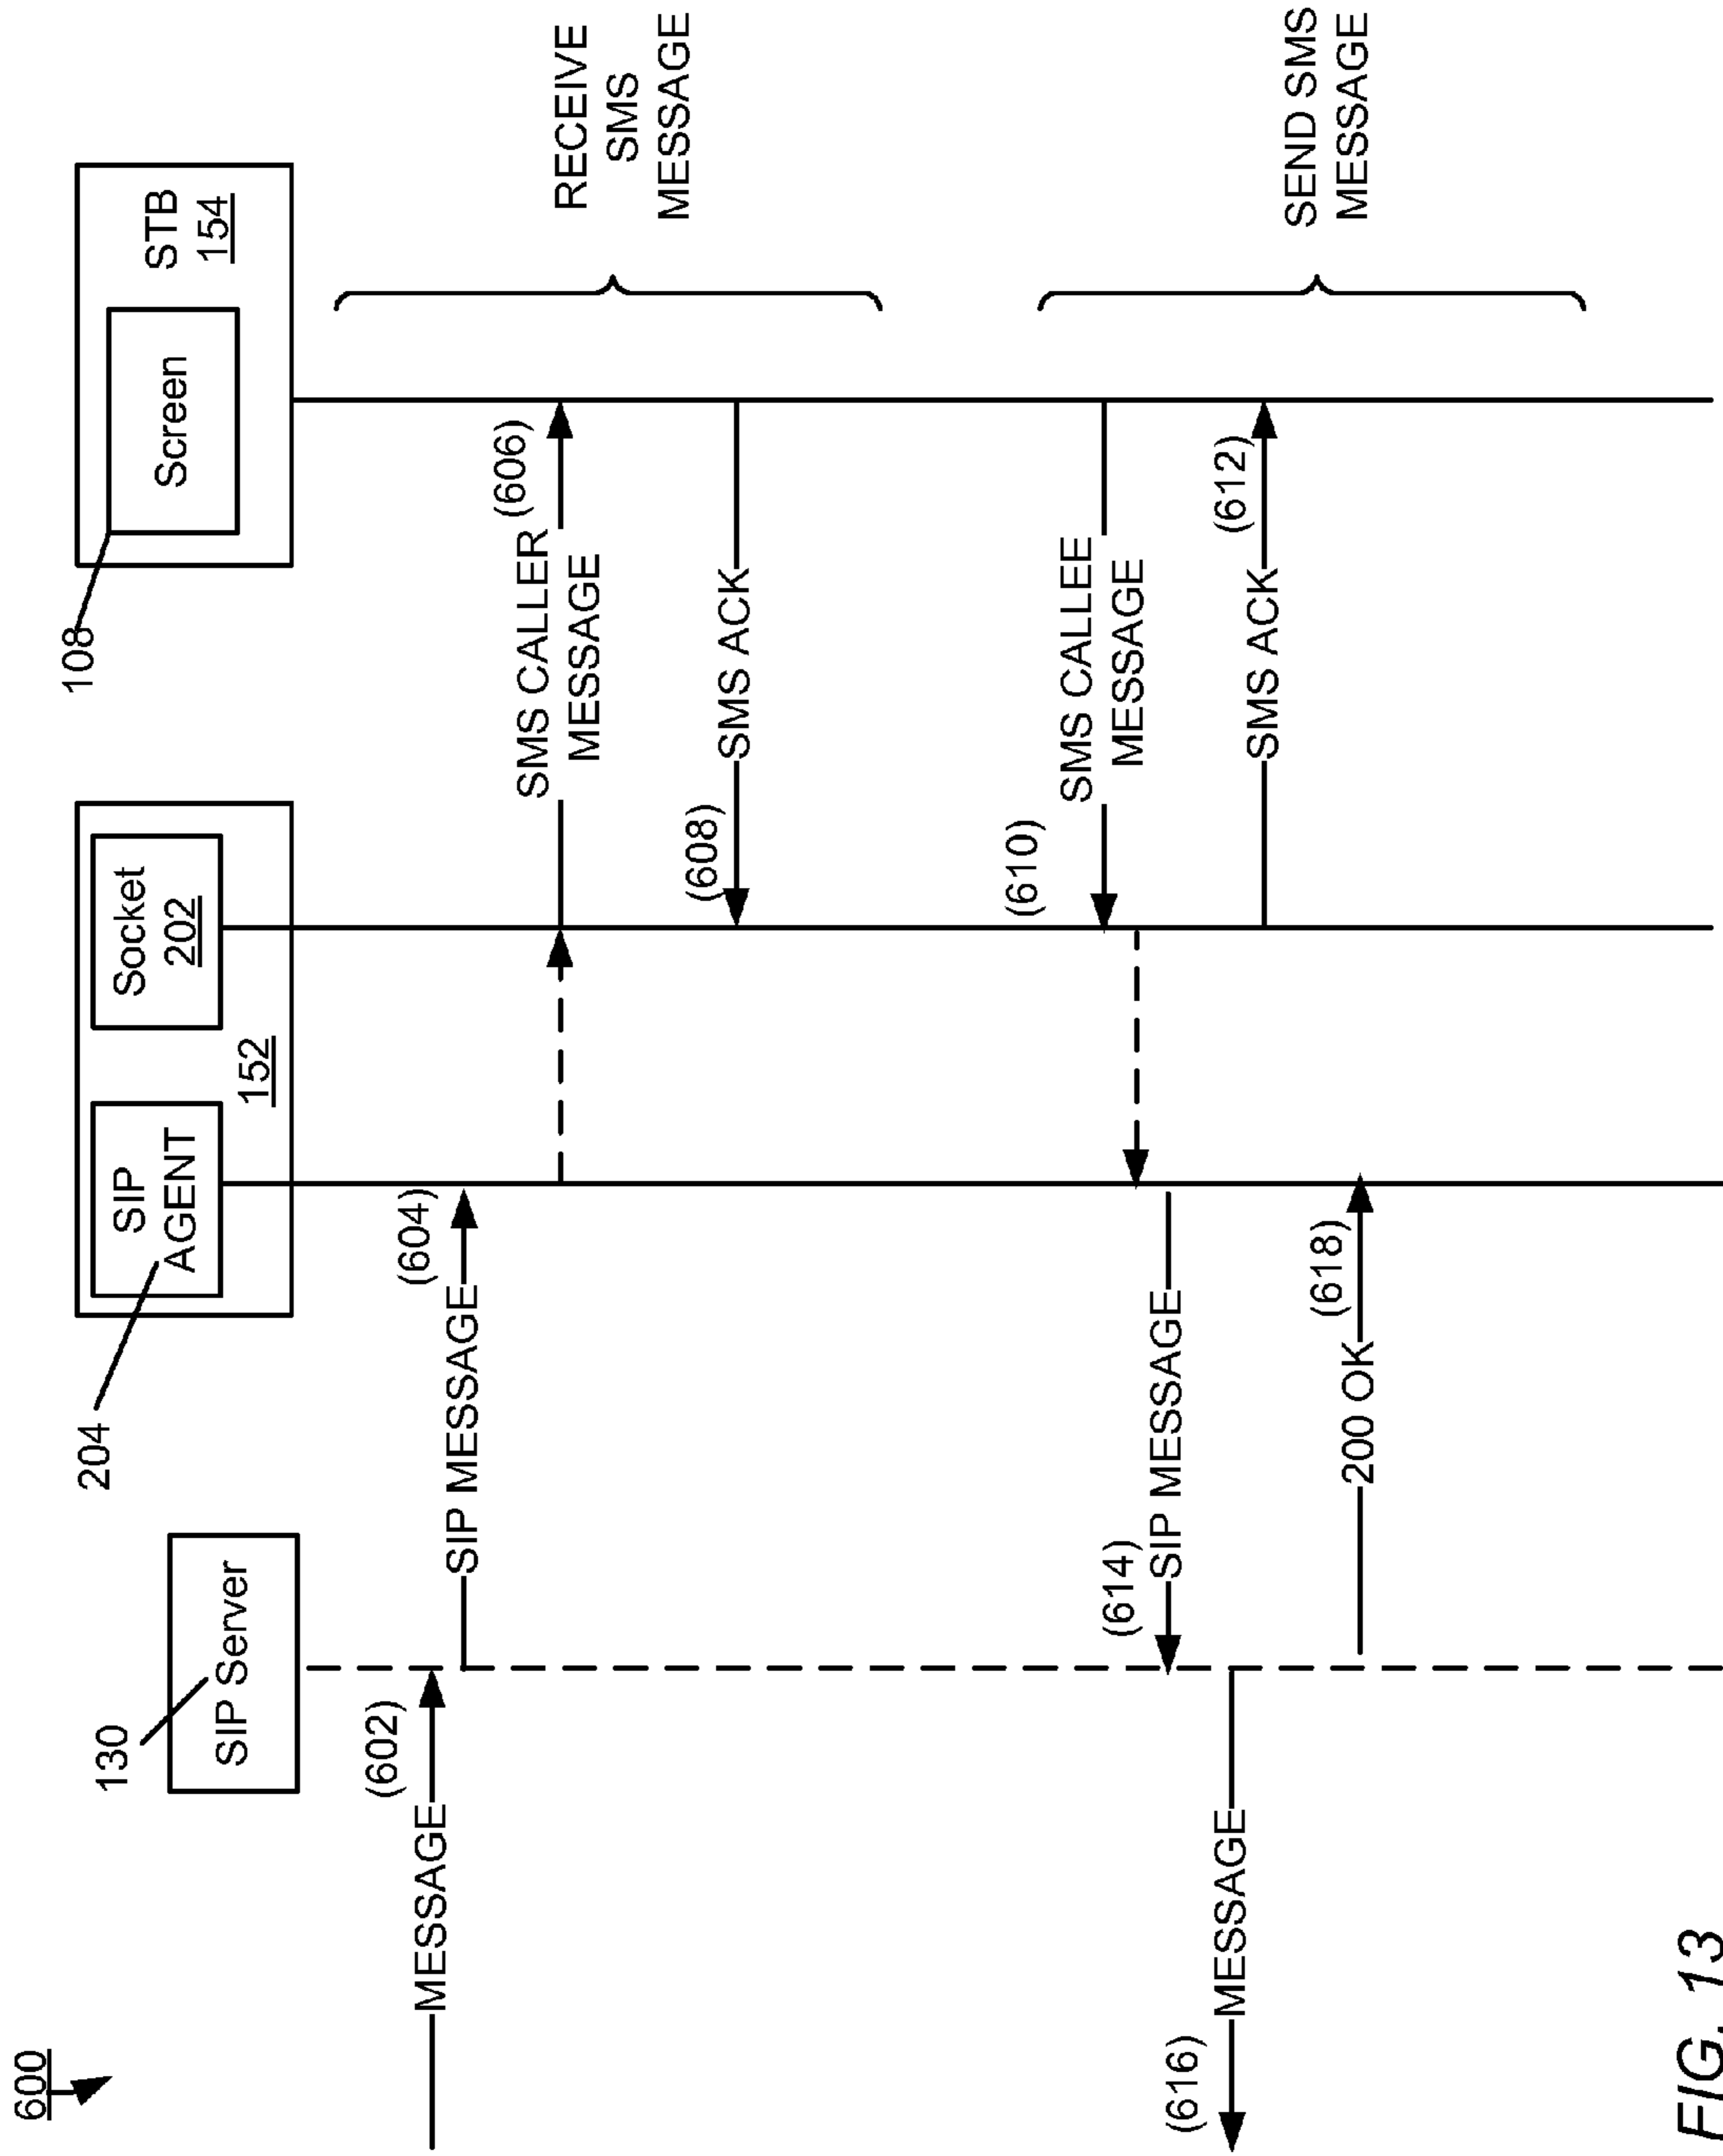 600
130
SIP Server
204
SIP
AGENT
152
Socket
202
108
Screen
STB
154
MESSAGE
(602)
SIP MESSAGE
(604)
SMS CALLER
MESSAGE
(606)
(608)
SMS ACK
RECEIVE
SMS
MESSAGE
(610)
SMS CALLEE
MESSAGE
(614)
SIP MESSAGE
(616)
MESSAGE
SMS ACK
(612)
200 OK
(618)
SEND SMS
MESSAGE
FIG. 13